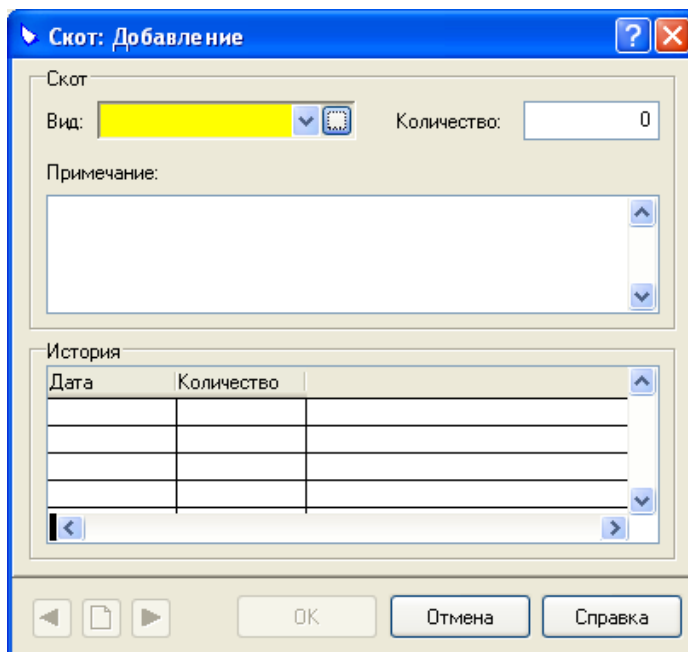 Скот: Добавление
Скот
Вид:
Количество: 0
Примечание:
История
Дата Количество
OK Отмена Справка